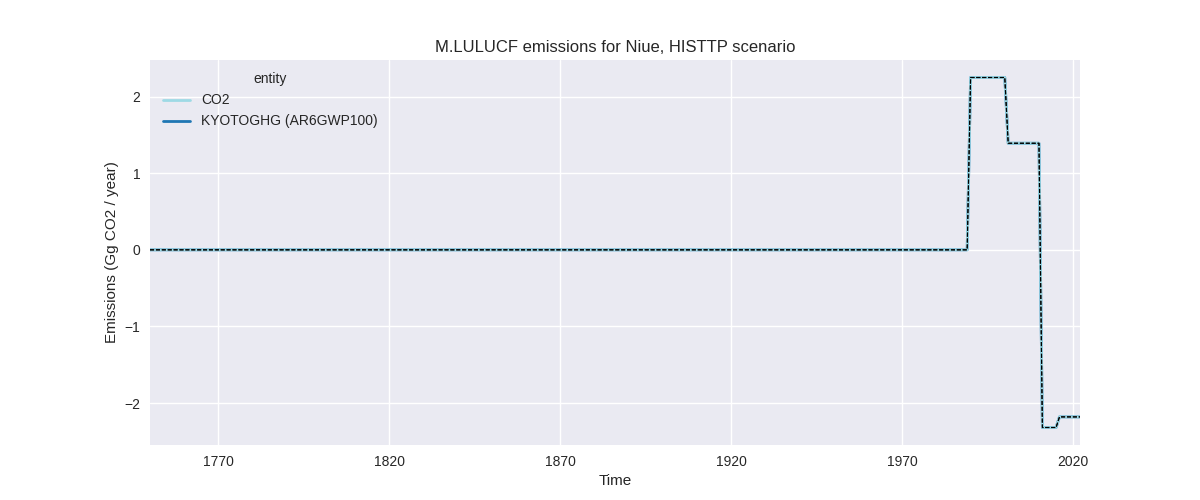 M.LULUCF emissions for Niue, HISTTP scenario
entity
CO2
KYOTOGHG (AR6GWP100)
Emissions (Gg CO2 / year)
2
1
0
−1
−2
1770
1820
1870
1920
1970
2020
Time